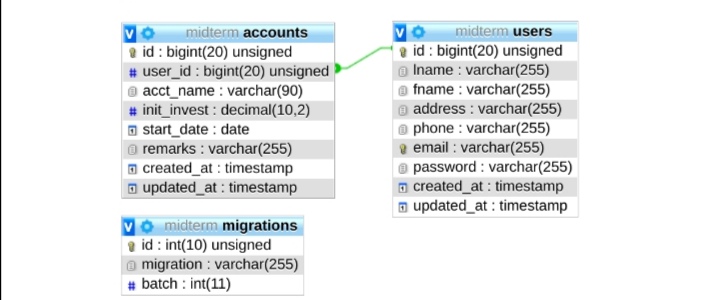 midterm accounts
id : bigint(20) unsigned
user_id : bigint(20) unsigned
acct_name : varchar(90)
init_invest : decimal(10,2)
start_date : date
remarks : varchar(255)
created_at : timestamp
updated_at : timestamp
midterm users
id : bigint(20) unsigned
lname : varchar(255)
fname : varchar(255)
address : varchar(255)
phone : varchar(255)
email : varchar(255)
password : varchar(255)
created_at : timestamp
updated_at : timestamp
midterm migrations
id : int(10) unsigned
migration : varchar(255)
batch : int(11)